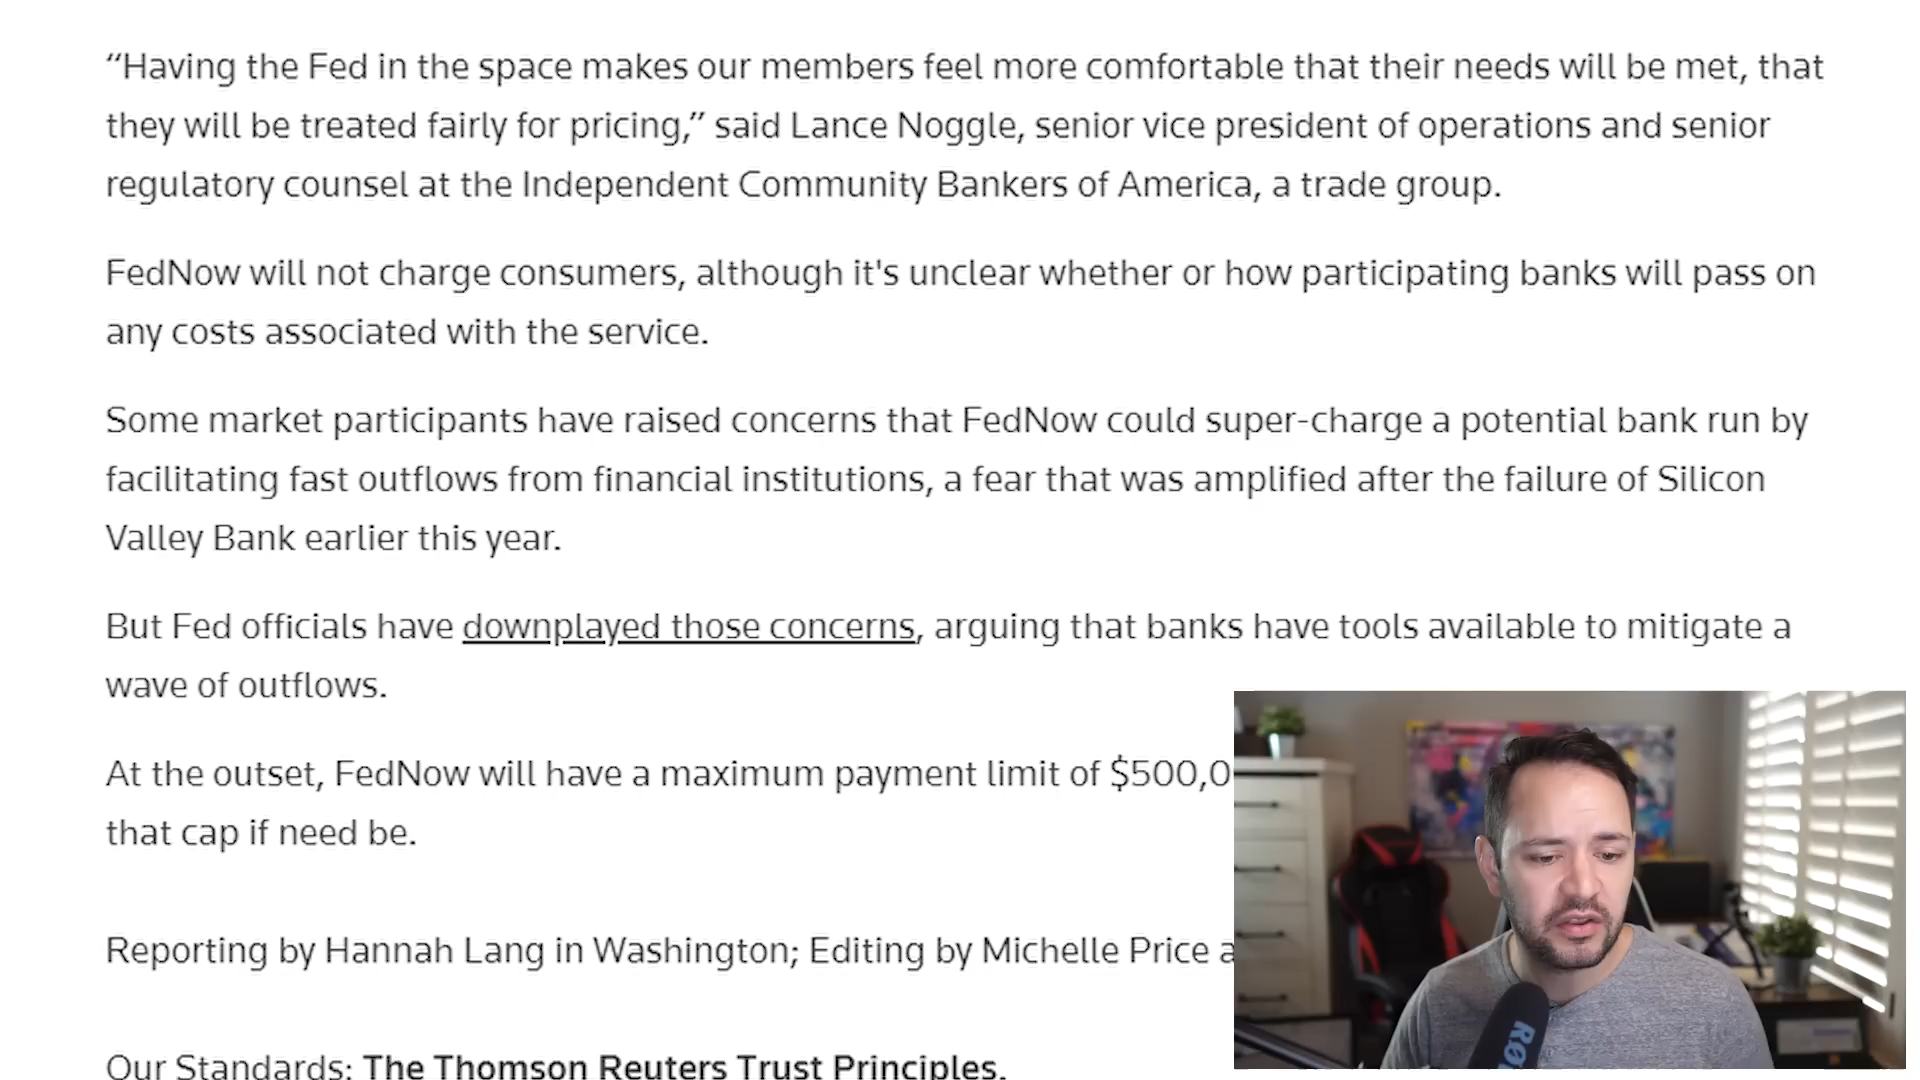 “Having the Fed in the space makes our members feel more comfortable that their needs will be met, that
they will be treated fairly for pricing,” said Lance Noggle, senior vice president of operations and senior
regulatory counsel at the Independent Community Bankers of America, a trade group.
FedNow will not charge consumers, although it's unclear whether or how participating banks will pass on
any costs associated with the service.
Some market participants have raised concerns that FedNow could super-charge a potential bank run by
facilitating fast outflows from financial institutions, a fear that was amplified after the failure of Silicon
Valley Bank earlier this year.
But Fed officials have downplayed those concerns, arguing that banks have tools available to mitigate a
wave of outflows.
At the outset, FedNow will have a maximum payment limit of $500,0
that cap if need be.
Reporting by Hannah Lang in Washington; Editing by Michelle Price
Our Standards: The Thomson Reuters Trust Principles.